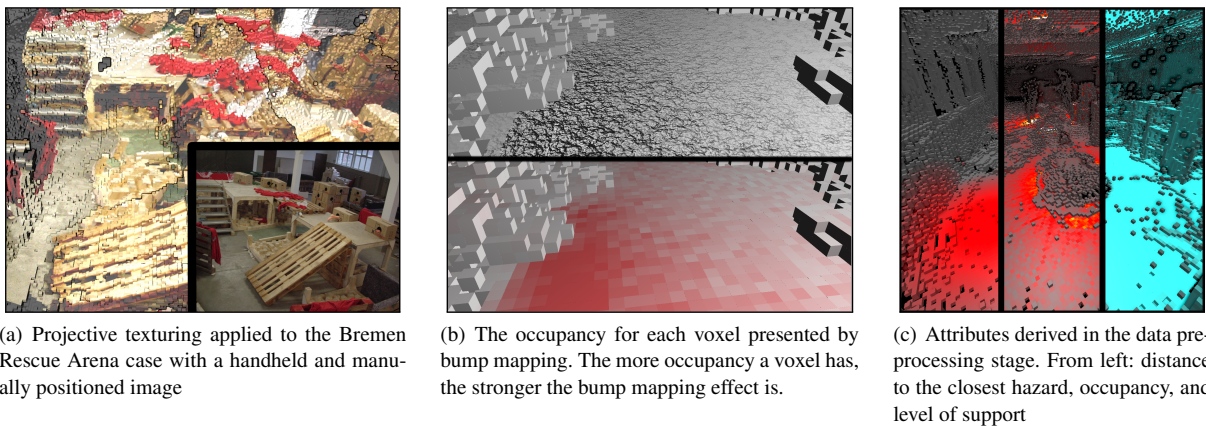 (a) Projective texturing applied to the Bremen
Rescue Arena case with a handheld and manu-
ally positioned image
(b) The occupancy for each voxel presented by
bump mapping. The more occupancy a voxel has,
the stronger the bump mapping effect is.
(c) Attributes derived in the data pre-
processing stage. From left: distance
to the closest hazard, occupancy, and
level of support